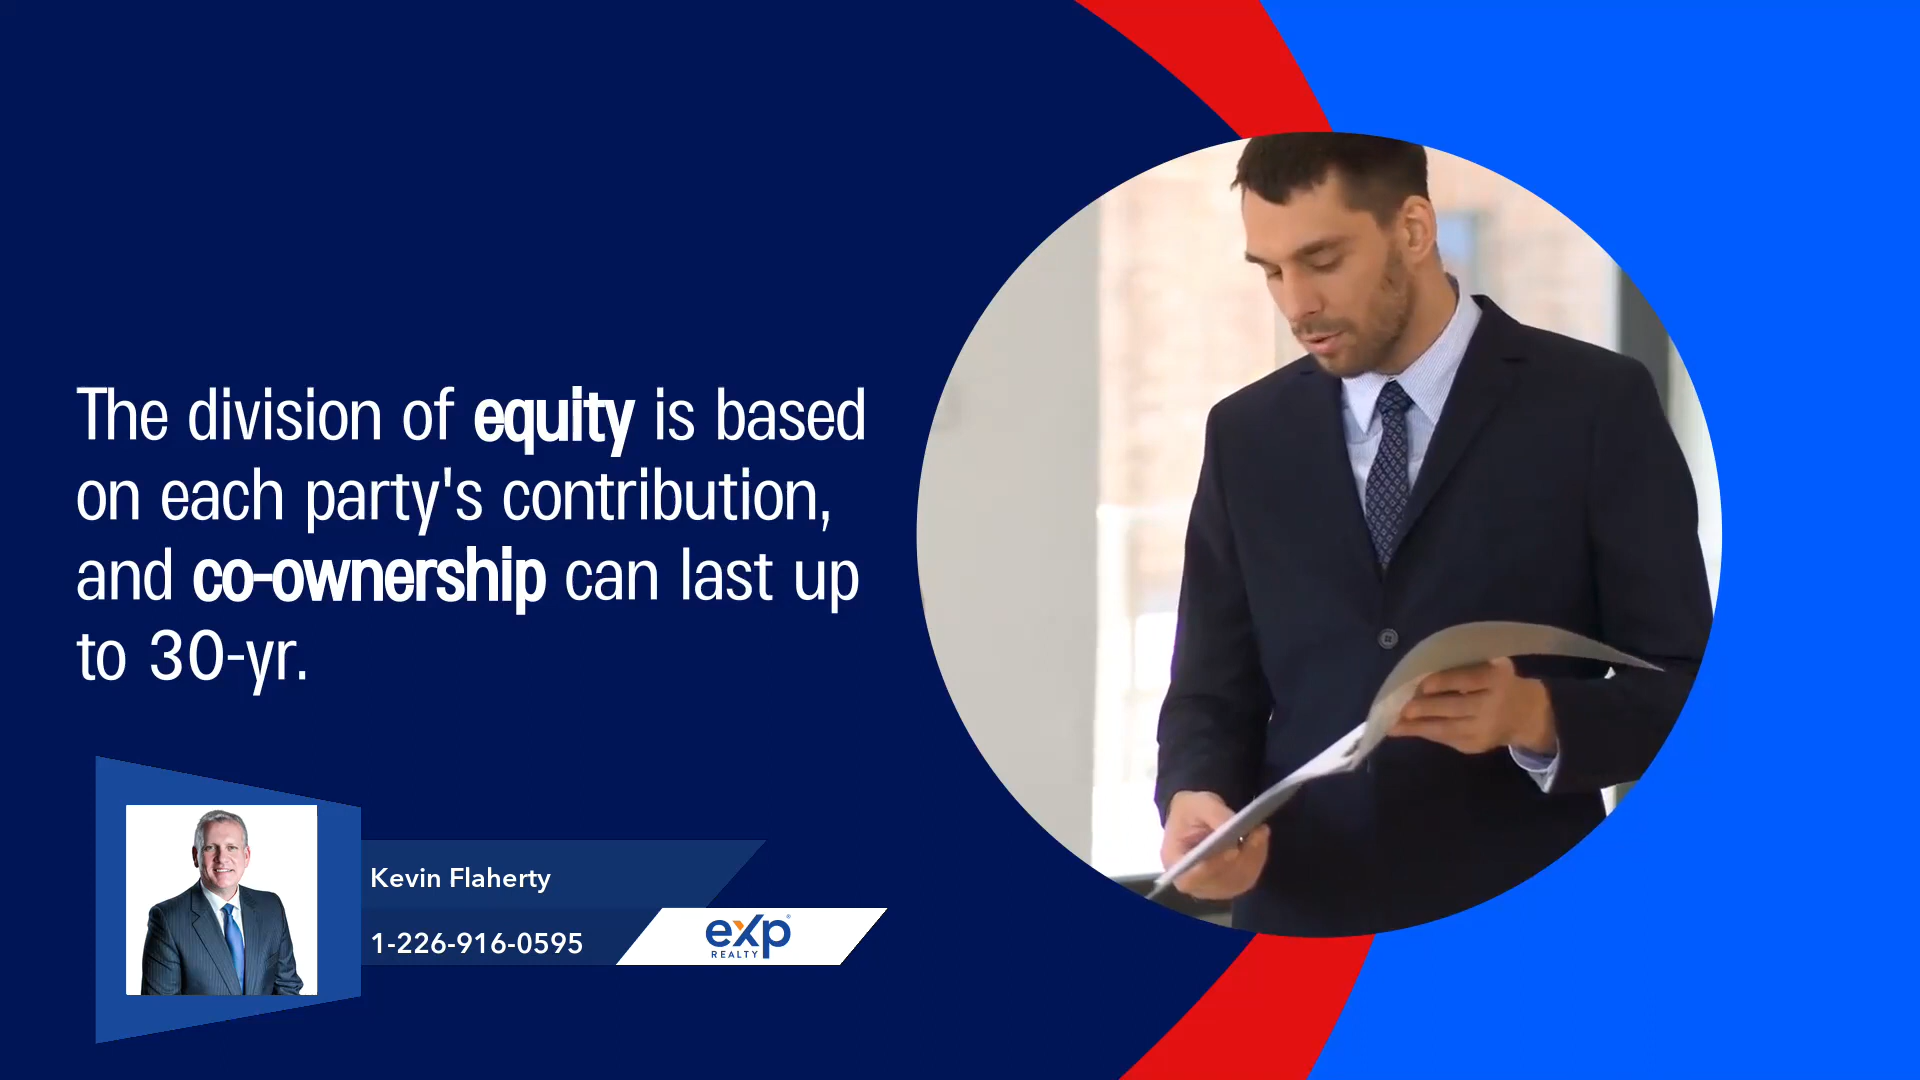 The division of equity is based
on each party's contribution,
and co-ownership can last up
to 30-yr.
Kevin Flaherty
1-226-916-0595
eXp®
REALTY